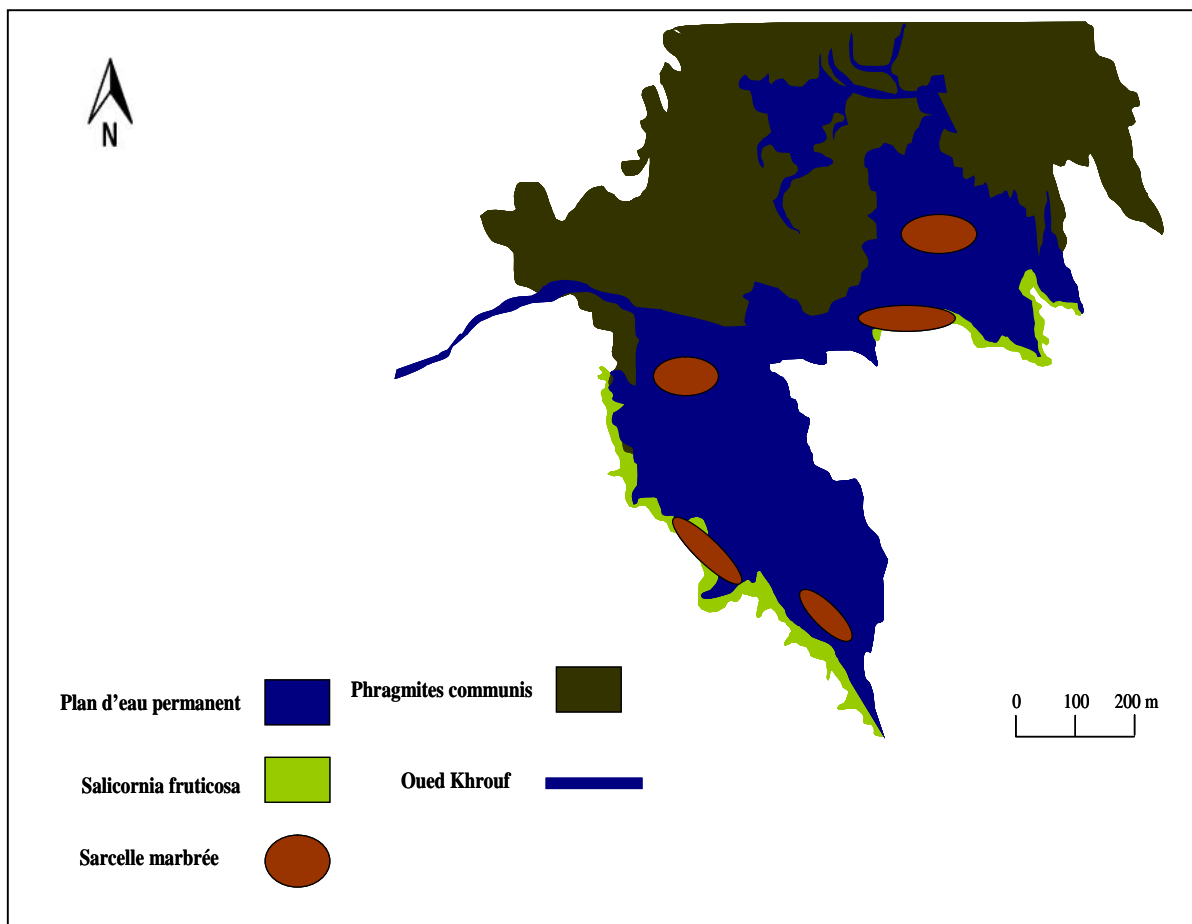 N
Plan d'eau permanent
Phragmites communis
0 100 200 m
Salicornia fruticosa
Oued Khrouf
Sarcelle marbrée